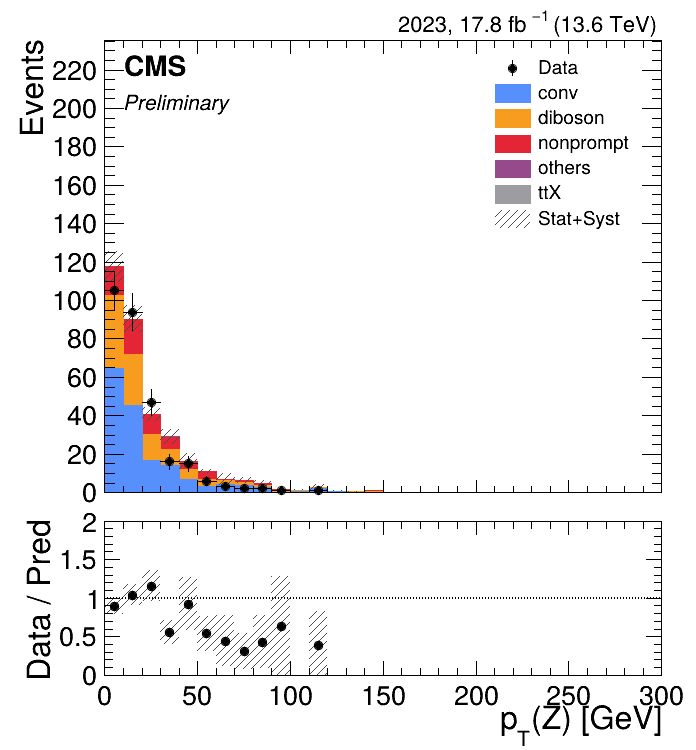 2023, 17.8 fb⁻¹ (13.6 TeV)
Events
CMS
Preliminary
Data
conv
diboson
nonprompt
others
ttX
Stat+Syst
220
200
180
160
140
120
100
80
60
40
20
0
Data / Pred
2
1.5
1
0.5
0
0 50 100 150 200 250 300
p_T(Z) [GeV]